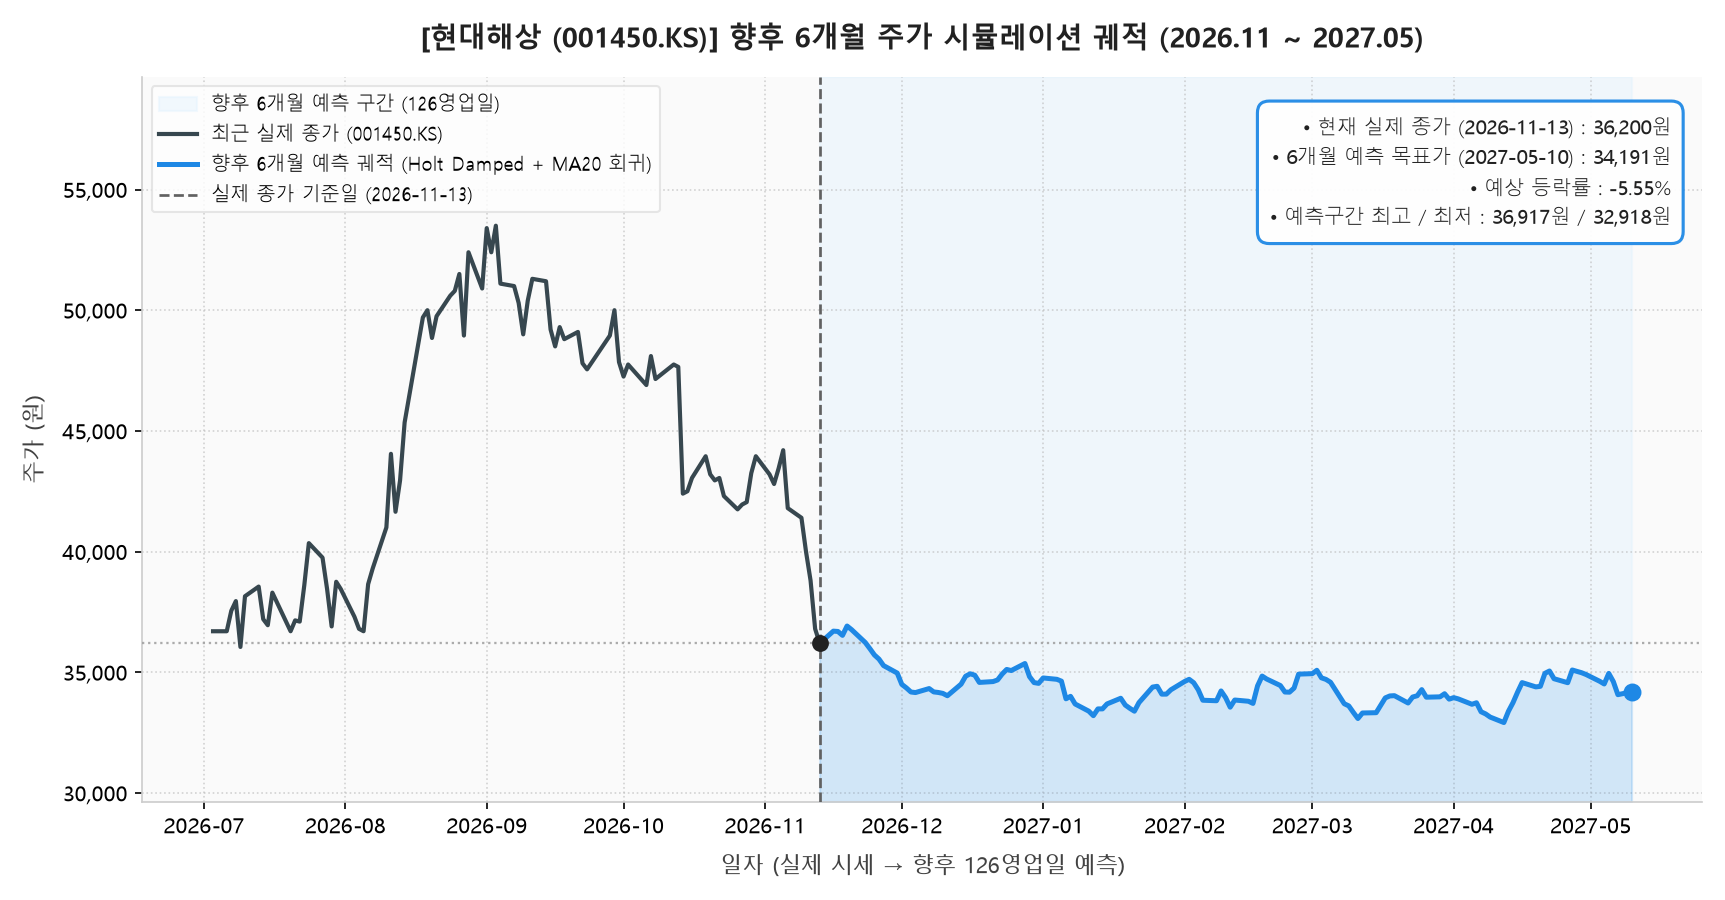 [현대해상 (001450.KS)] 향후 6개월 주가 시뮬레이션 궤적 (2026.11 ~ 2027.05)
향후 6개월 예측 구간 (126영업일)
최근 실제 종가 (001450.KS)
향후 6개월 예측 궤적 (Holt Damped + MA20 회귀)
실제 종가 기준일 (2026-11-13)
• 현재 실제 종가 (2026-11-13) : 36,200원
• 6개월 예측 목표가 (2027-05-10) : 34,191원
• 예상 등락률 : -5.55%
• 예측구간 최고 / 최저 : 36,917원 / 32,918원
주가 (원)
55,000
50,000
45,000
40,000
35,000
30,000
2026-07
2026-08
2026-09
2026-10
2026-11
2026-12
2027-01
2027-02
2027-03
2027-04
2027-05
일자 (실제 시세 → 향후 126영업일 예측)